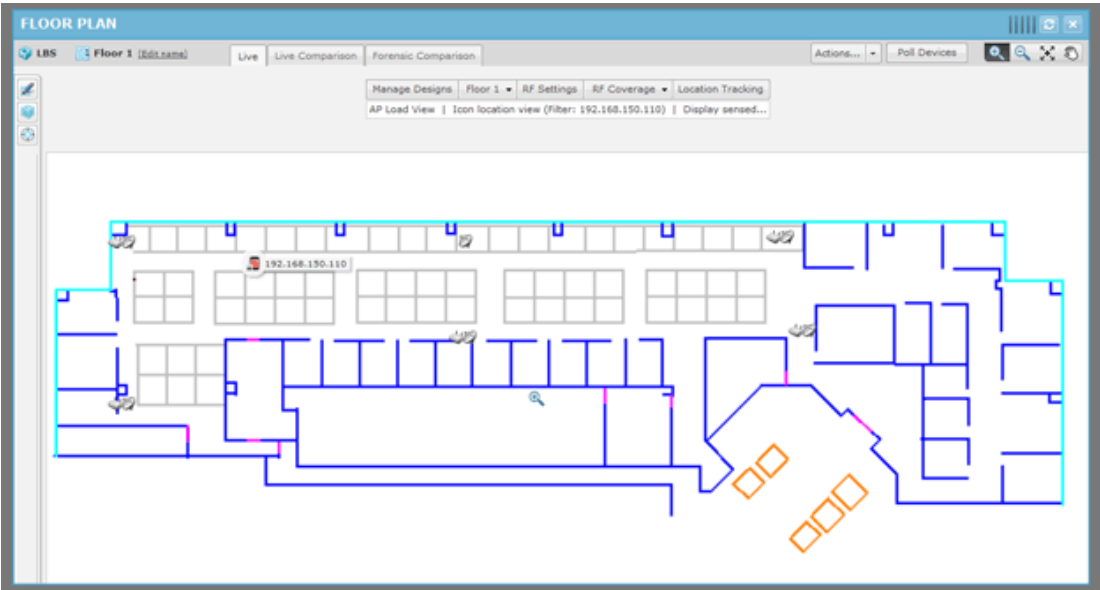 FLOOR PLAN
LBS Floor 1 (Edit name) Live Live Comparison Forensic Comparison Actions... Poll Devices
Manage Designs Floor 1 RF Settings RF Coverage Location Tracking
AP Load View | Icon location view (Filter: 192.168.150.110) | Display sensed...
192.168.150.110